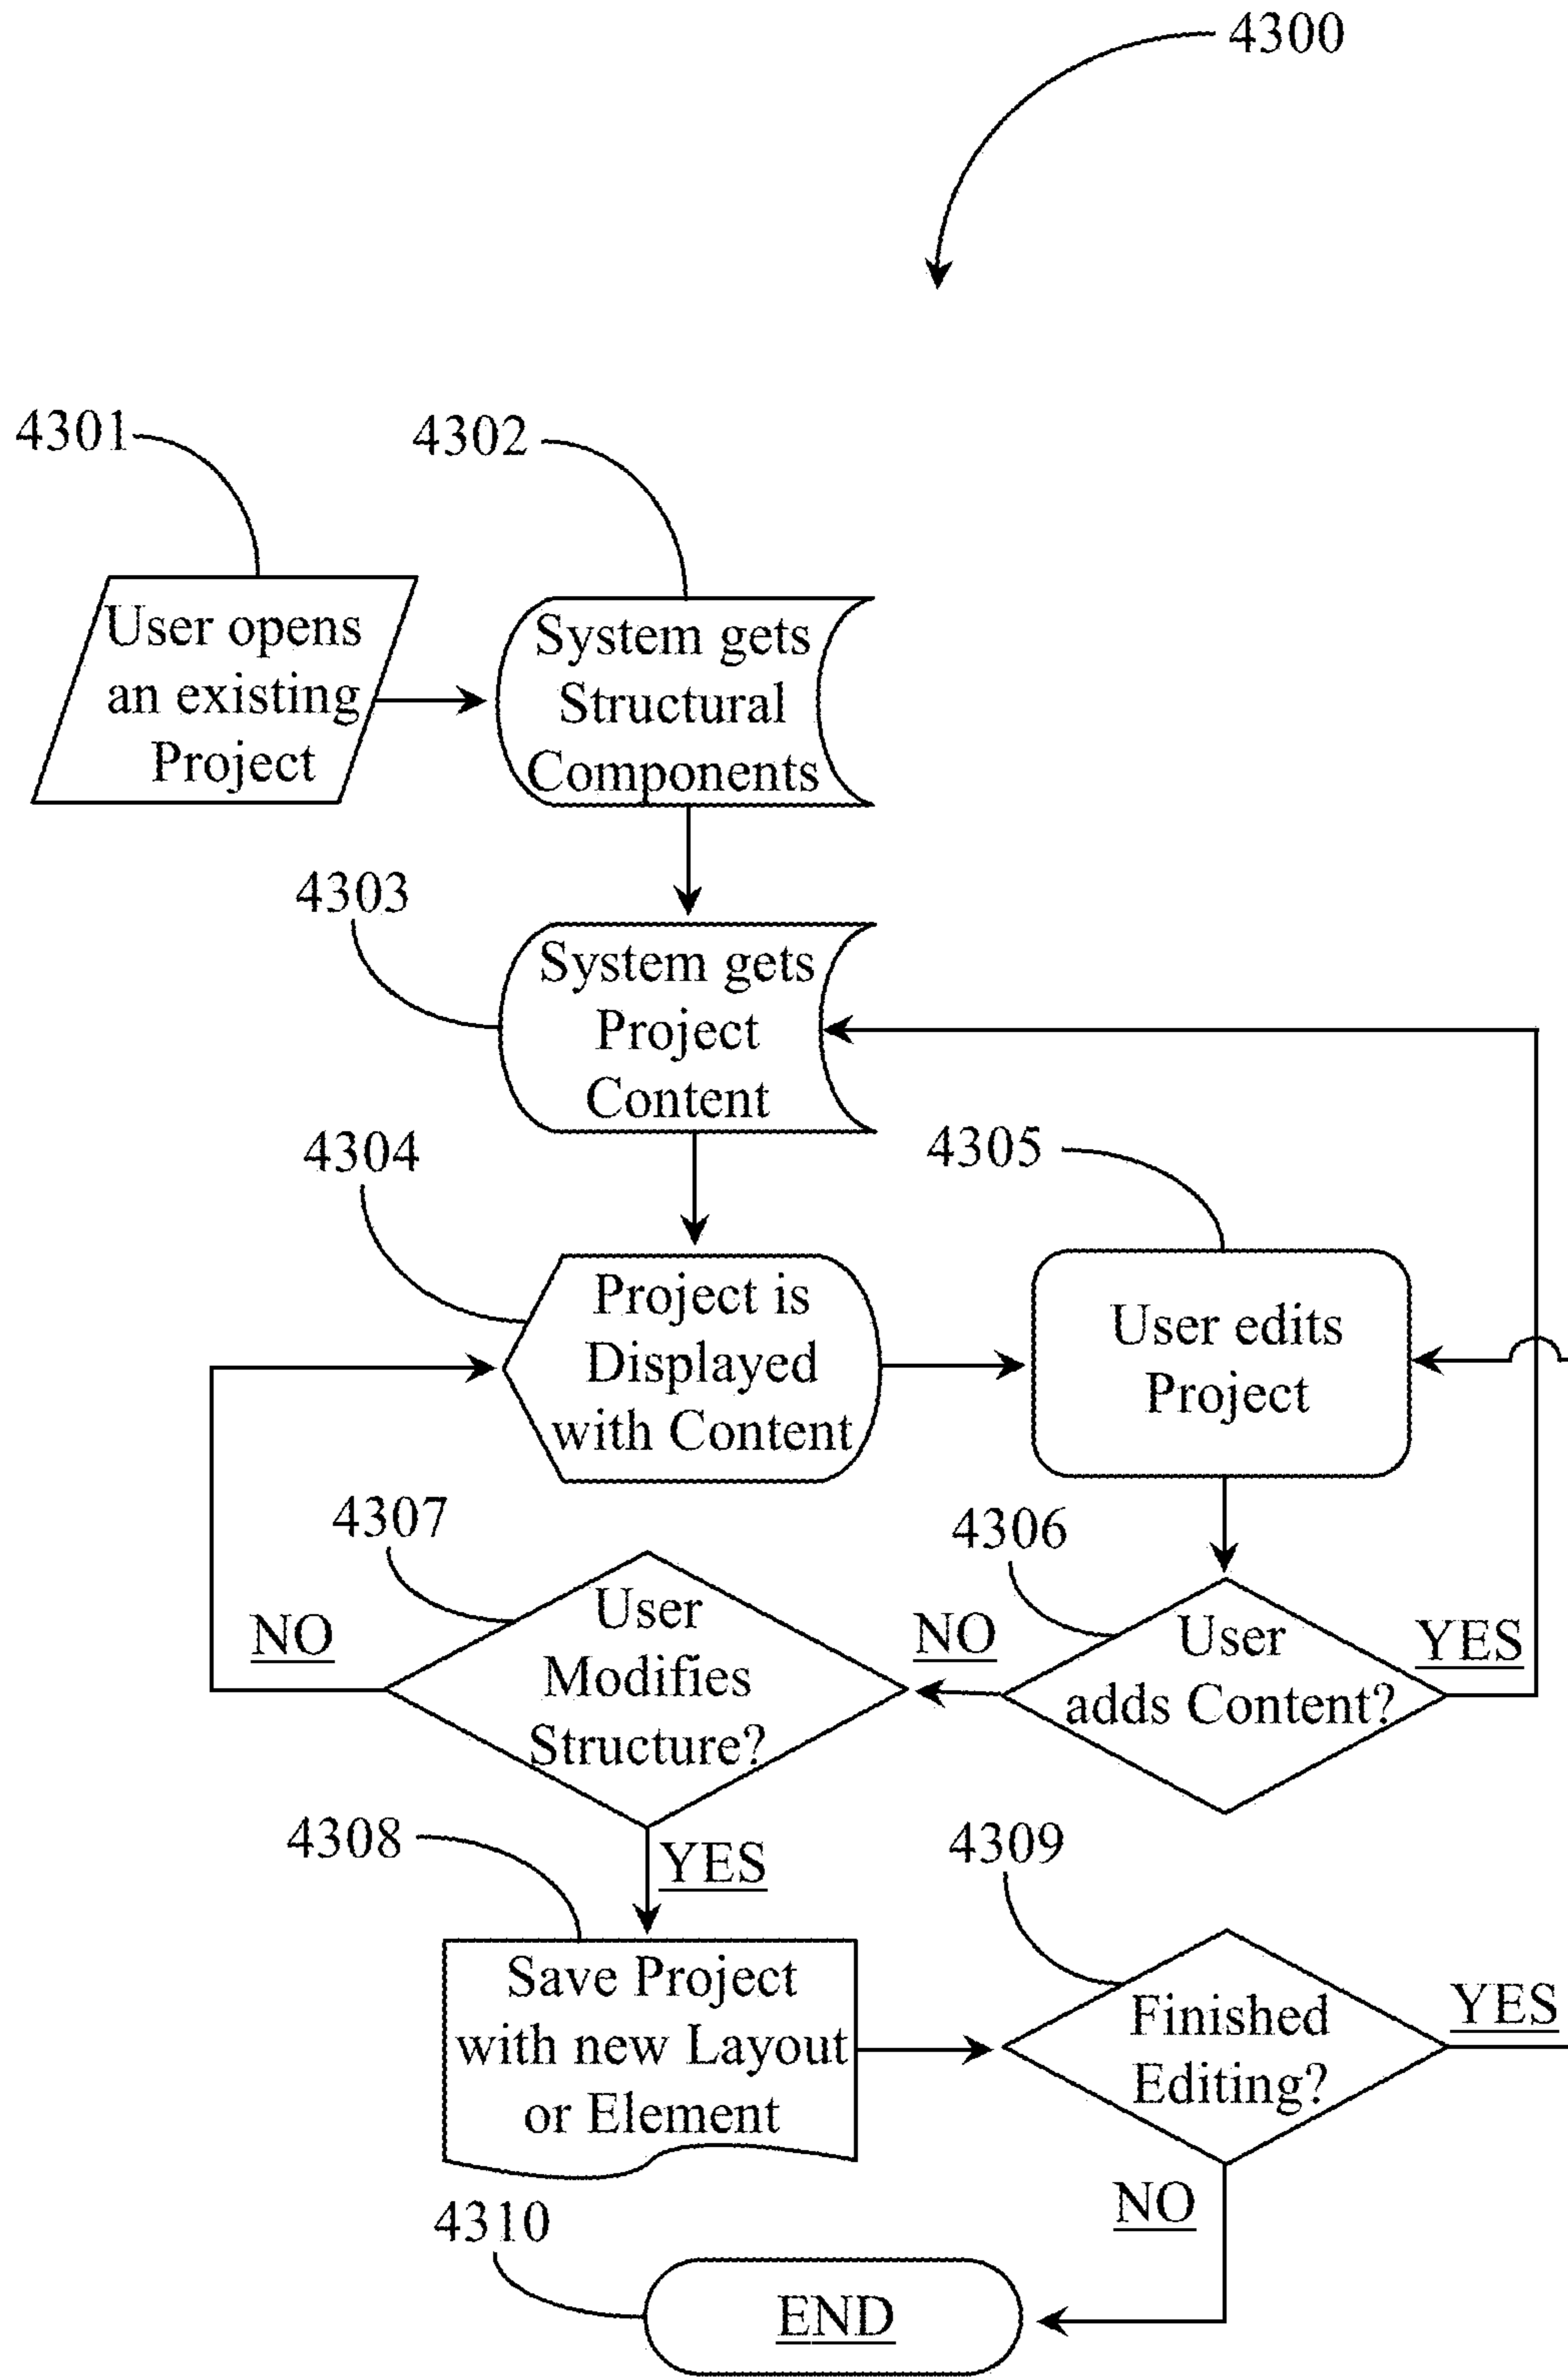 4300
4301
4302
User opens
an existing
Project
System gets
Structural
Components
4303
System gets
Project
Content
4304
4305
Project is
Displayed
with Content
User edits
Project
4307
4306
NO
User
Modifies
Structure?
NO
User
adds Content?
YES
4308
YES
4309
Save Project
with new Layout
or Element
Finished
Editing?
YES
NO
4310
END